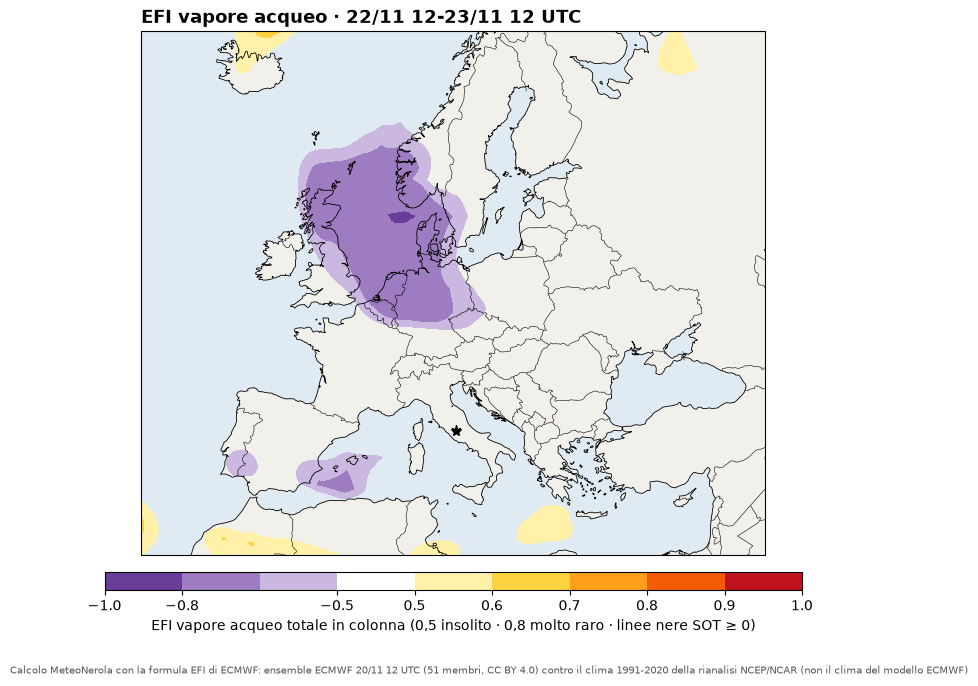 EFI vapore acqueo · 22/11 12-23/11 12 UTC
−1.0 −0.8 −0.5 0.5 0.6 0.7 0.8 0.9 1.0
EFI vapore acqueo totale in colonna (0,5 insolito · 0,8 molto raro · linee nere SOT ≥ 0)
Calcolo MeteoNerola con la formula EFI di ECMWF: ensemble ECMWF 20/11 12 UTC (51 membri, CC BY 4.0) contro il clima 1991-2020 della rianalisi NCEP/NCAR (non il clima del modello ECMWF)